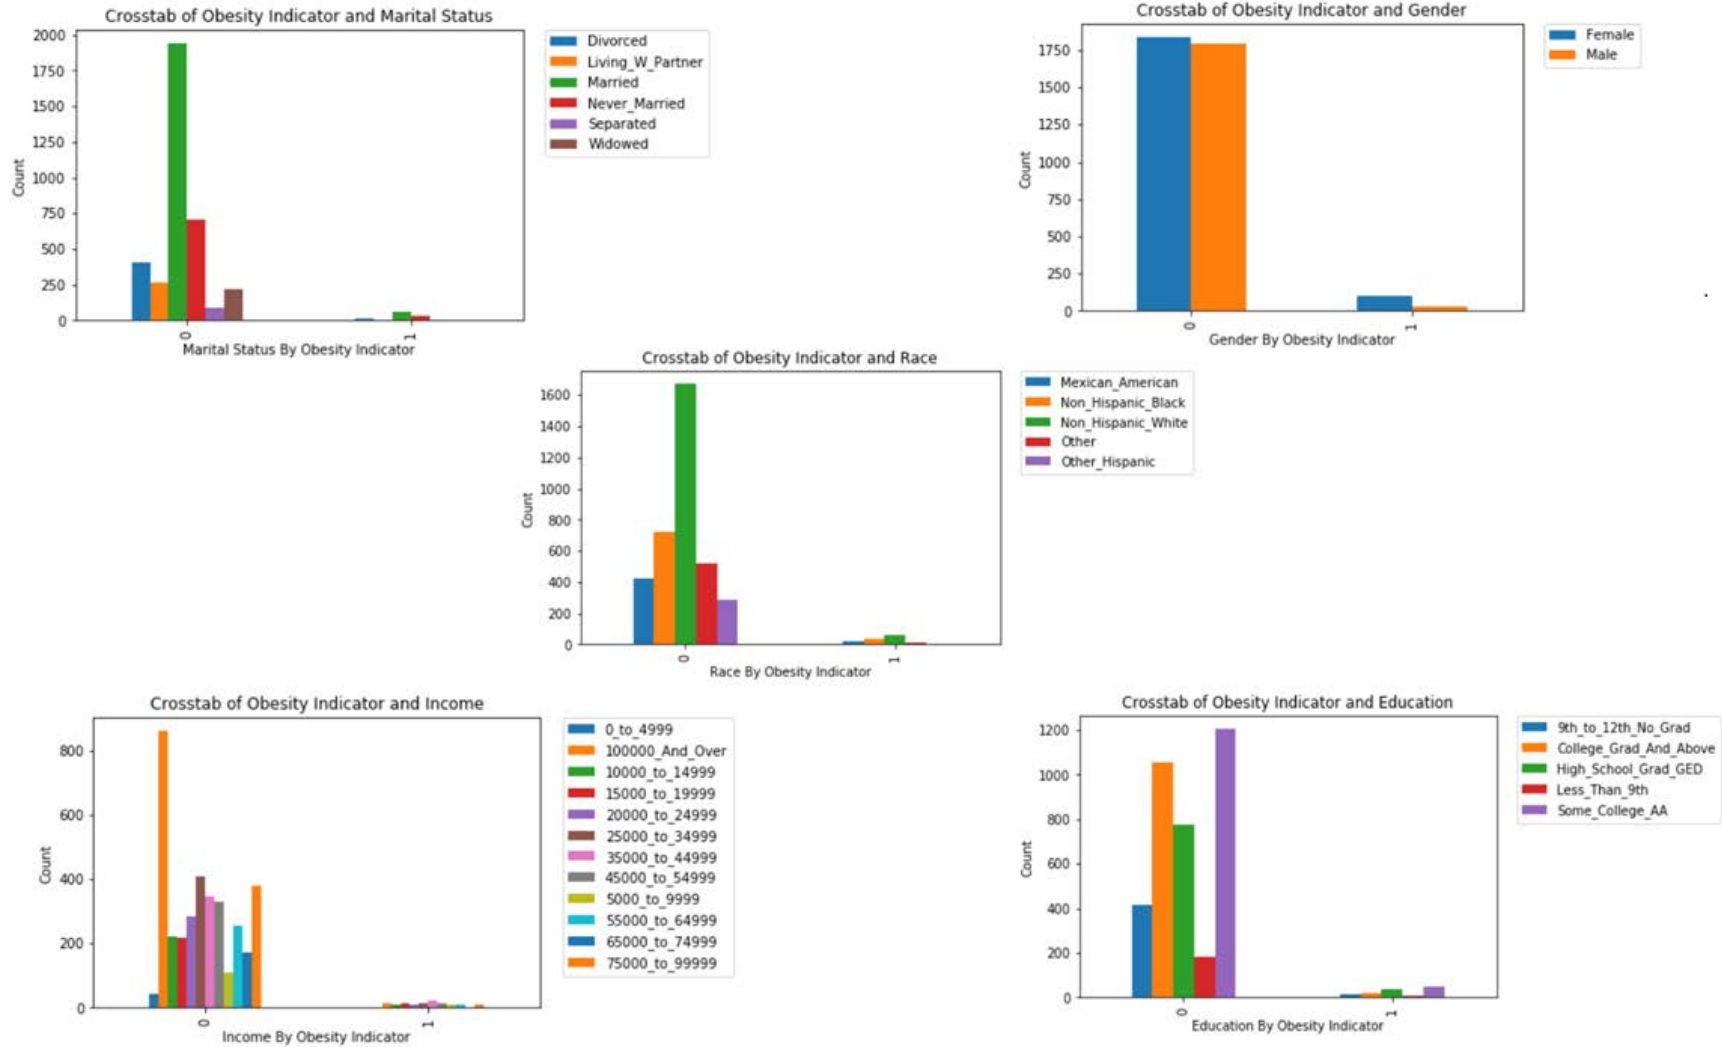 Crosstab of Obesity Indicator and Marital Status
2000
1750
1500
1250
1000
750
500
250
0
Count
0
1
Marital Status By Obesity Indicator
Divorced
Living_W_Partner
Married
Never_Married
Separated
Widowed
Crosstab of Obesity Indicator and Gender
1750
1500
1250
1000
750
500
250
0
Count
0
1
Gender By Obesity Indicator
Female
Male
Crosstab of Obesity Indicator and Race
1600
1400
1200
1000
800
600
400
200
0
Count
0
1
Race By Obesity Indicator
Mexican_American
Non_Hispanic_Black
Non_Hispanic_White
Other
Other_Hispanic
Crosstab of Obesity Indicator and Income
800
600
400
200
0
Count
0
1
Income By Obesity Indicator
0_to_4999
100000_And_Over
10000_to_14999
15000_to_19999
20000_to_24999
25000_to_34999
35000_to_44999
45000_to_54999
5000_to_9999
55000_to_64999
65000_to_74999
75000_to_99999
Crosstab of Obesity Indicator and Education
1200
1000
800
600
400
200
0
Count
0
1
Education By Obesity Indicator
9th_to_12th_No_Grad
College_Grad_And_Above
High_School_Grad_GED
Less_Than_9th
Some_College_AA